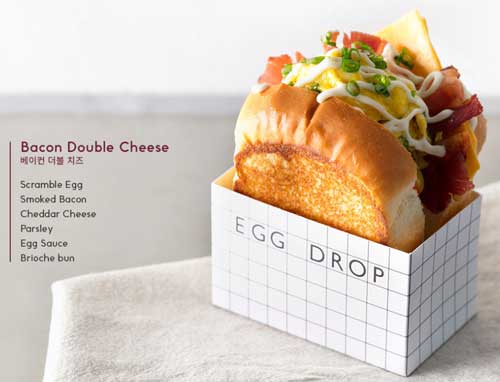 Bacon Double Cheese
베이컨 더블 치즈
Scramble Egg
Smoked Bacon
Cheddar Cheese
Parsley
Egg Sauce
Brioche bun
EGG DROP